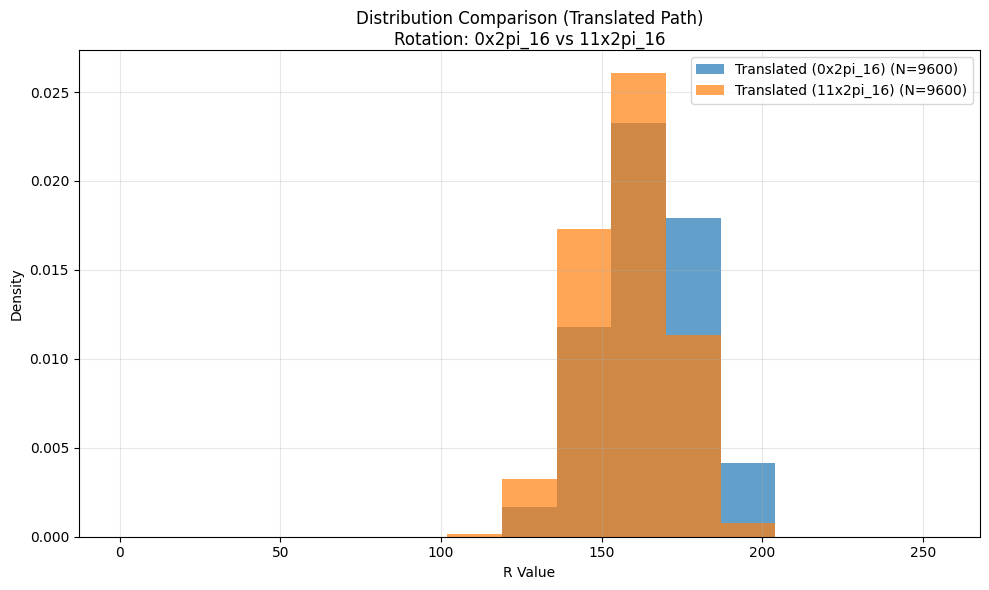 Distribution Comparison (Translated Path)
Rotation: 0x2pi_16 vs 11x2pi_16
Translated (0x2pi_16) (N=9600)
Translated (11x2pi_16) (N=9600)
0.025
0.020
0.015
0.010
0.005
0.000
Density
0 50 100 150 200 250
R Value